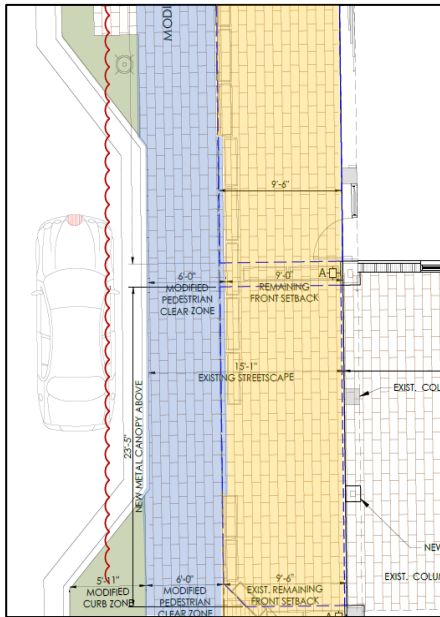 MODI
9'-6"
6'-0"
MODIFIED
PEDESTRIAN
CLEAR ZONE
9'-0"
REMAINING
FRONT SETBACK
A
15'-1"
EXISTING STREETSCAPE
EXIST. COLU
23'-5"
NEW METAL CANOPY ABOVE
NEW
5'-11"
MODIFIED
CURB ZONE
6'-0"
MODIFIED
PEDESTRIAN
CLEAR ZONE
9'-6"
EXIST. REMAINING
FRONT SETBACK
EXIST. COLU
A